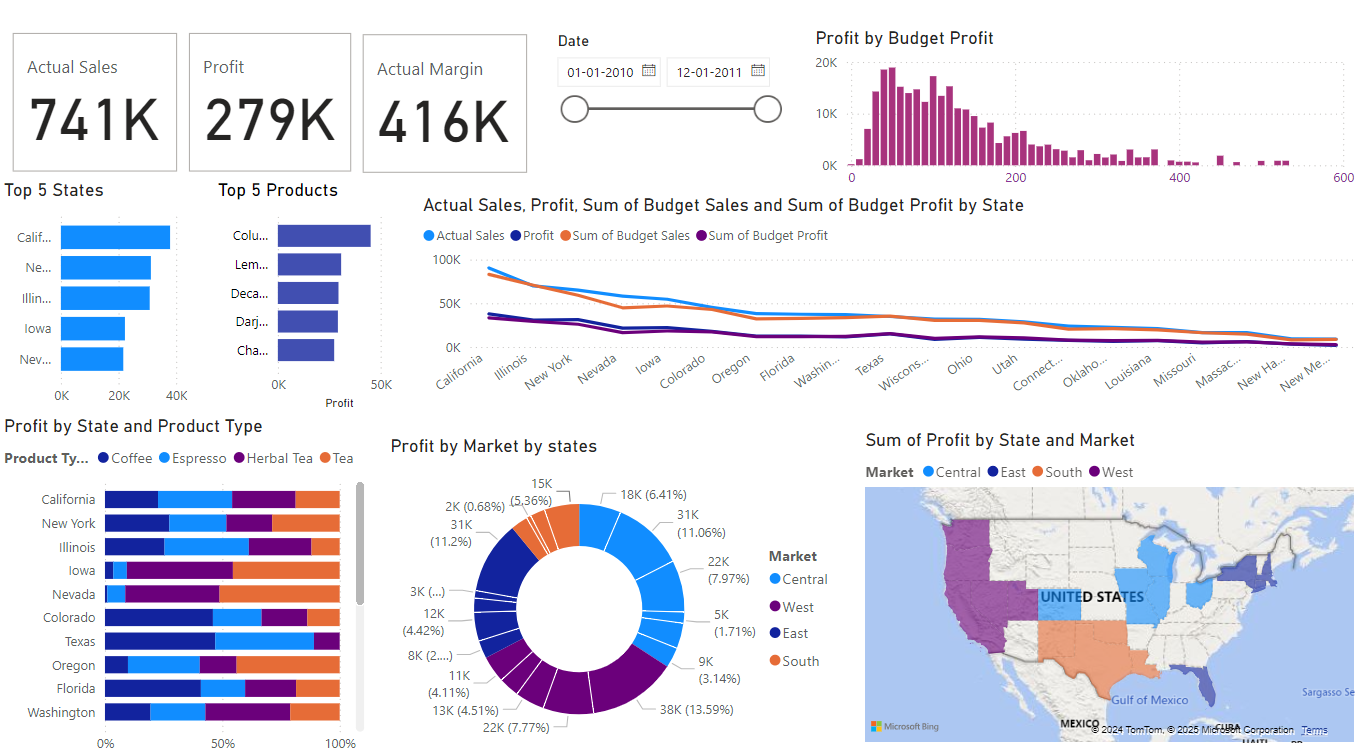 Actual Sales
741K
Profit
279K
Actual Margin
416K
Date
01-01-2010
12-01-2011
Profit by Budget Profit
20K
10K
0K
0
200
400
600
Top 5 States
Calif...
Ne...
Illin...
Iowa
Nev...
0K
20K
40K
Top 5 Products
Colu...
Lem...
Deca...
Darj...
Cha...
0K
50K
Profit
Actual Sales, Profit, Sum of Budget Sales and Sum of Budget Profit by State
Actual Sales
Profit
Sum of Budget Sales
Sum of Budget Profit
100K
50K
0K
California
Illinois
New York
Nevada
Iowa
Colorado
Oregon
Florida
Washin...
Texas
Wiscons...
Ohio
Utah
Connect...
Oklaho...
Louisiana
Missouri
Massac...
New Ha...
New Me...
Profit by State and Product Type
Product Ty...
Coffee
Espresso
Herbal Tea
Tea
California
New York
Illinois
Iowa
Nevada
Colorado
Texas
Oregon
Florida
Washington
0%
50%
100%
Profit by Market by states
18K (6.41%)
31K
(11.06%)
22K
(7.97%)
5K
(1.71%)
9K
(3.14%)
38K (13.59%)
22K (7.77%)
13K (4.51%)
11K
(4.11%)
8K (2....)
12K
(4.42%)
3K (...)
31K
(11.2%)
2K (0.68%)
15K
(5.36%)
Market
Central
West
East
South
Sum of Profit by State and Market
Market
Central
East
South
West
UNITED STATES
Gulf of Mexico
Sargasso Se
MEXICO
CUBA
HAITI
Microsoft Bing
© 2024 TomTom, © 2025 Microsoft Corporation
Terms